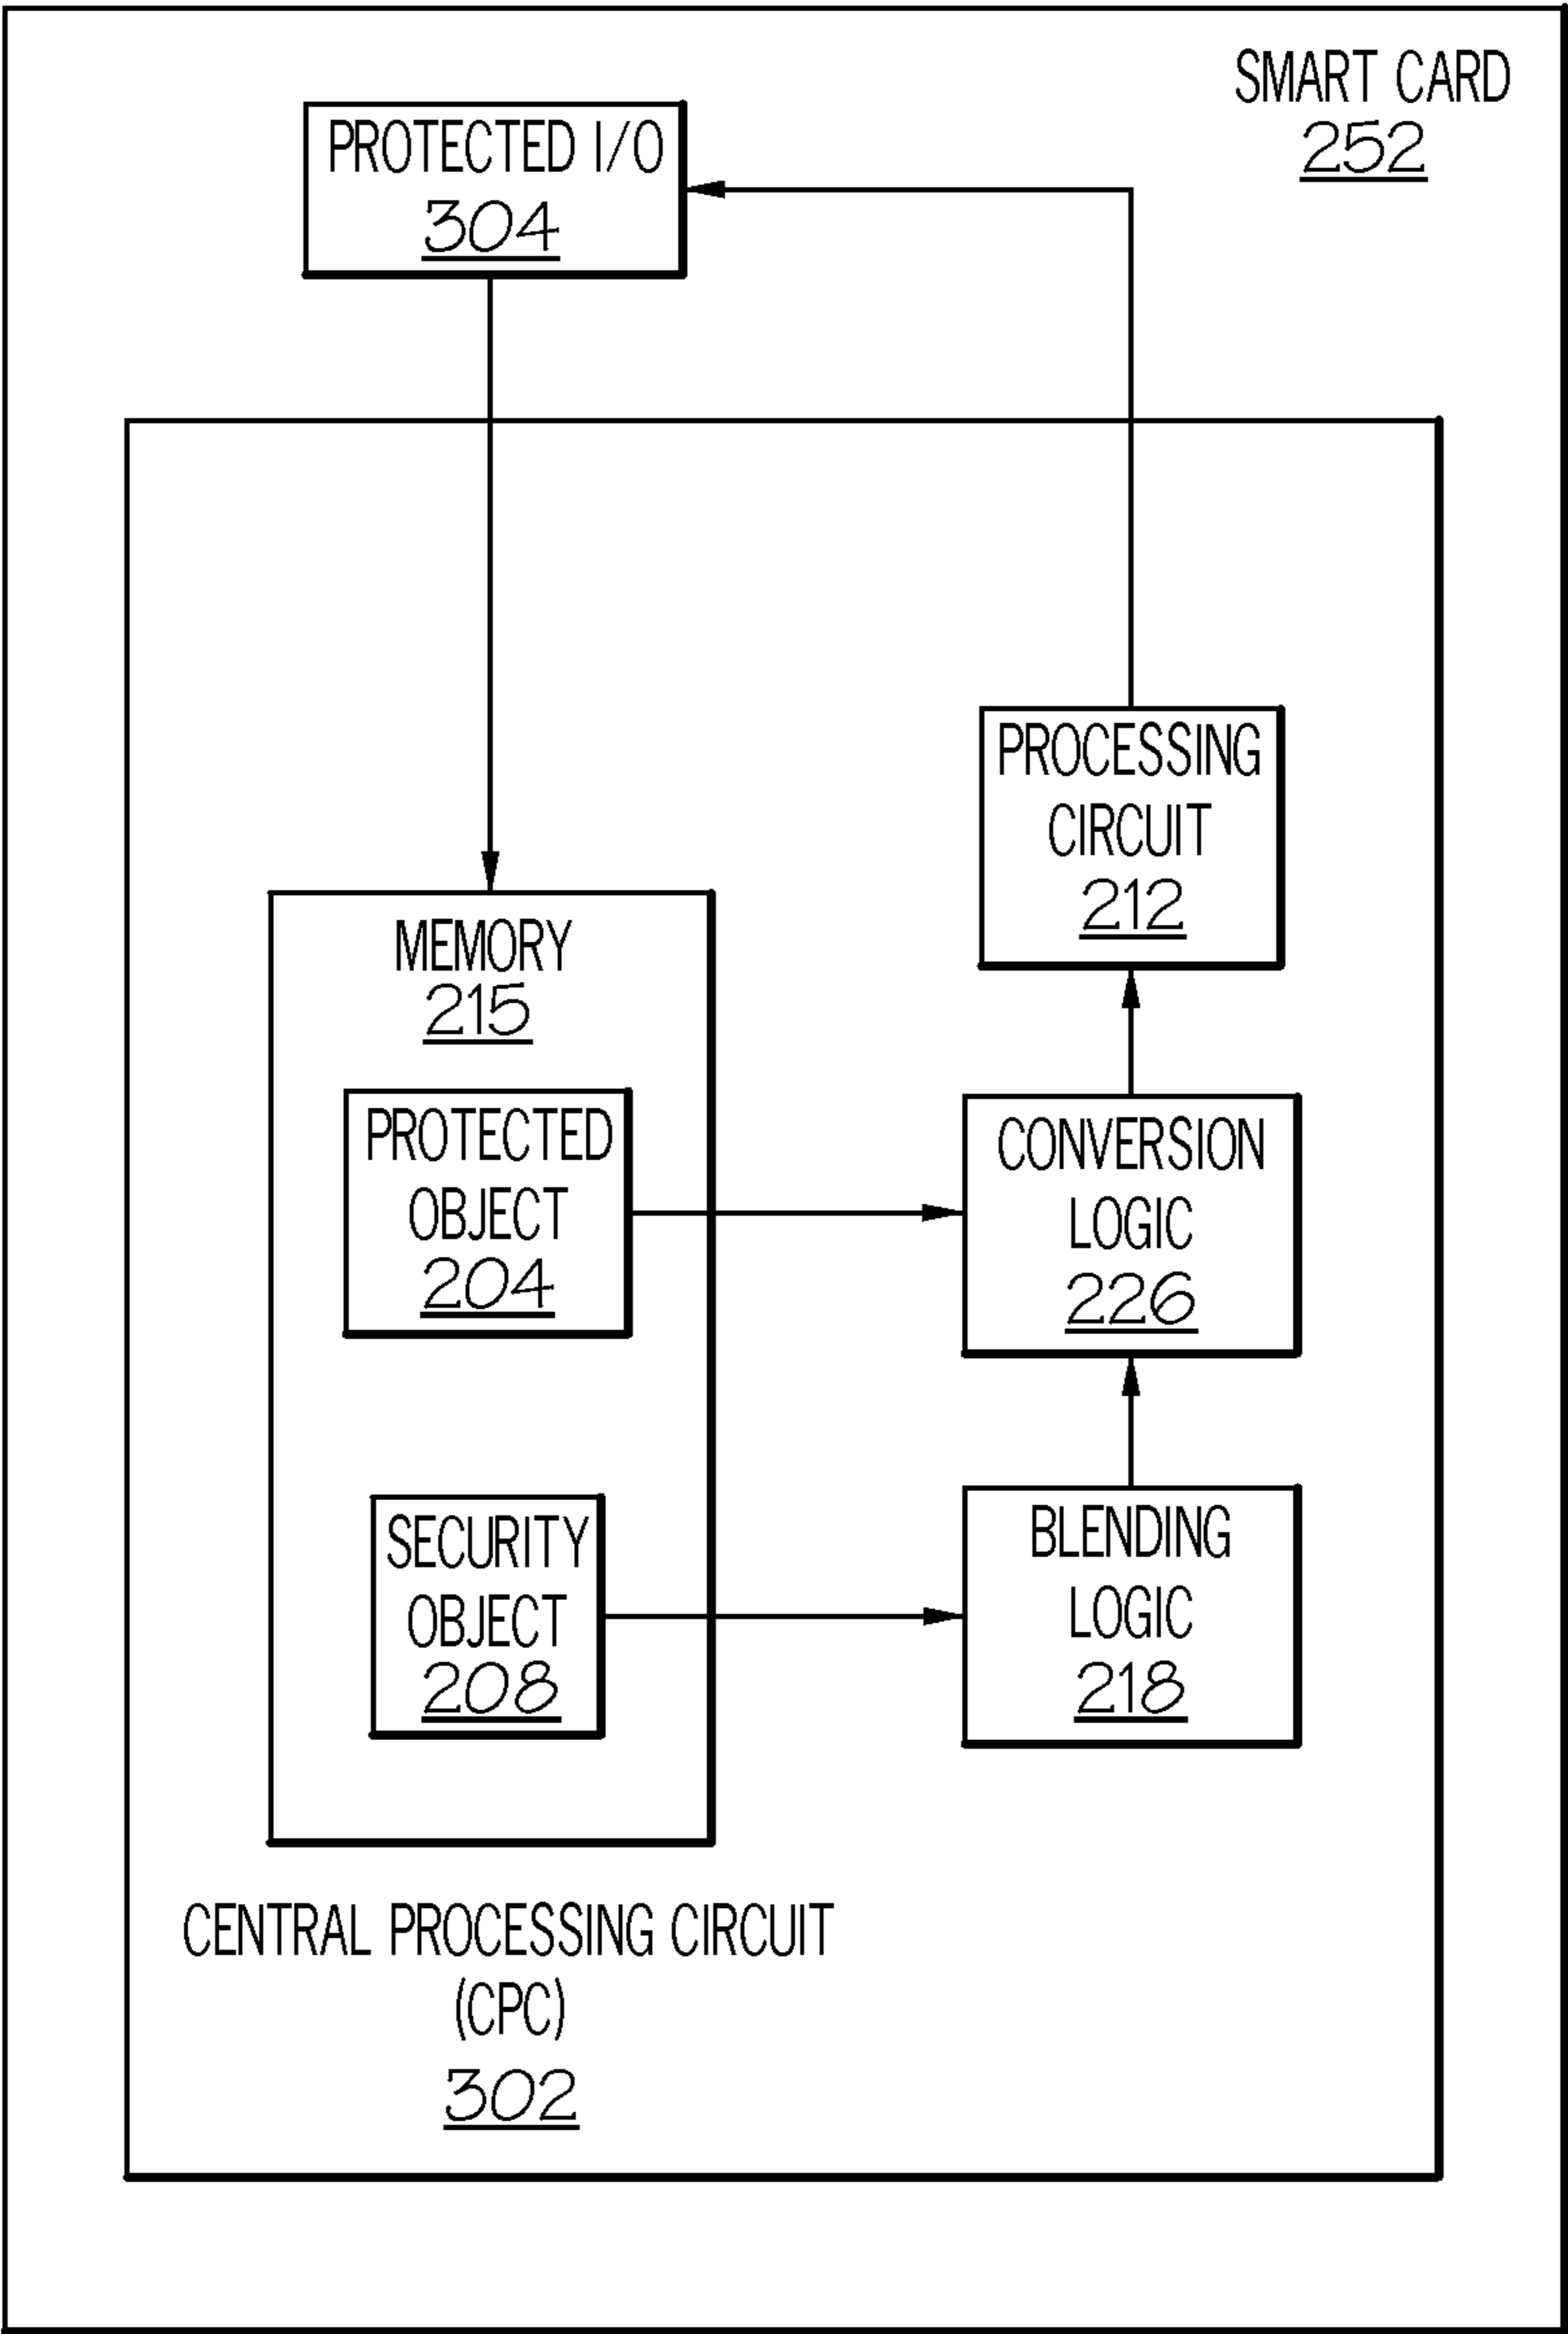 SMART CARD
252
PROTECTED I/O
304
PROCESSING
CIRCUIT
212
MEMORY
215
PROTECTED
OBJECT
204
CONVERSION
LOGIC
226
SECURITY
OBJECT
208
BLENDING
LOGIC
218
CENTRAL PROCESSING CIRCUIT
(CPC)
302